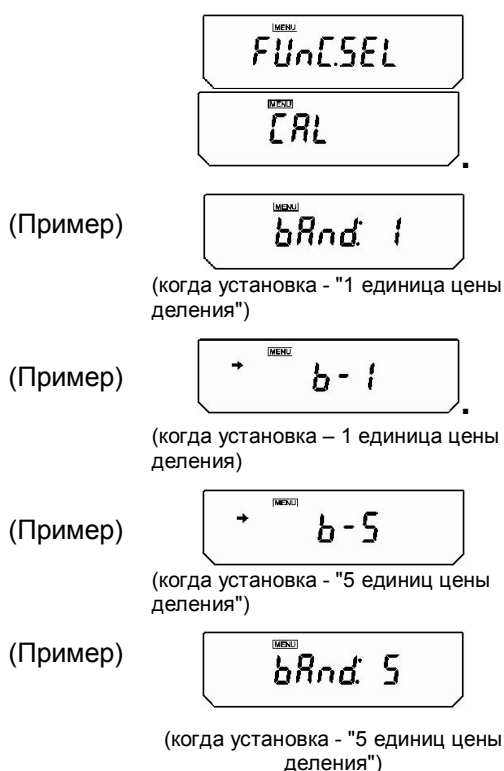 MENU
FUnC.SEL
MENU
CAL
.
(Пример)
MENU
bAnd: 1
(когда установка - "1 единица цены
деления")
(Пример)
→ MENU
b-1
.
(когда установка – 1 единица цены
деления)
(Пример)
→ MENU
b-5
(когда установка - "5 единиц цены
деления")
(Пример)
MENU
bAnd: 5
(когда установка - "5 единиц цены
деления")